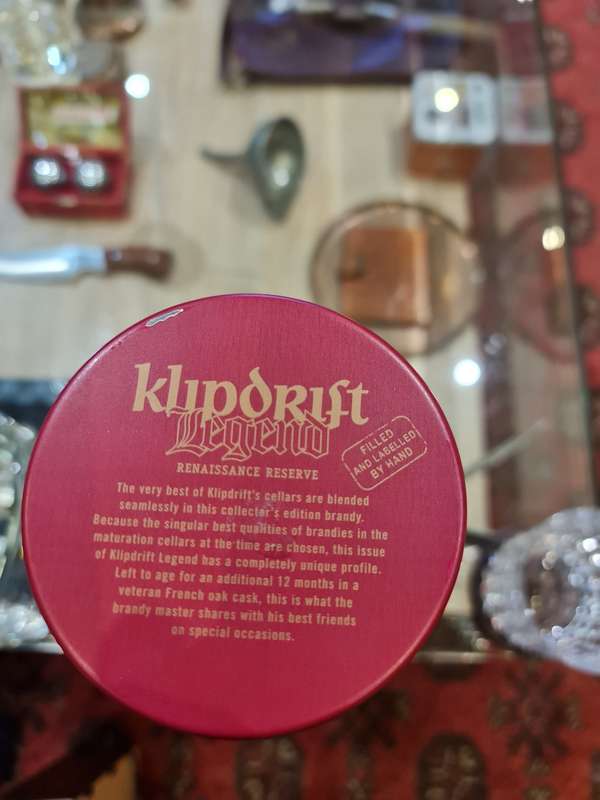 klipdrift
Legend
RENAISSANCE RESERVE
FILLED
AND LABELLED
BY HAND
The very best of Klipdrift's cellars are blended
seamlessly in this collector's edition brandy.
Because the singular best qualities of brandies in the
maturation cellars at the time are chosen, this issue
of Klipdrift Legend has a completely unique profile.
Left to age for an additional 12 months in a
veteran French oak cask, this is what the
brandy master shares with his best friends
on special occasions.